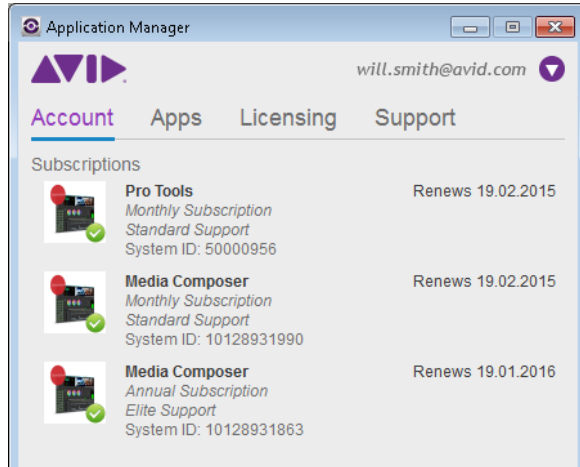 Application Manager
AVID
will.smith@avid.com
Account Apps Licensing Support
Subscriptions
Pro Tools Renews 19.02.2015
Monthly Subscription
Standard Support
System ID: 50000956
Media Composer Renews 19.02.2015
Monthly Subscription
Standard Support
System ID: 10128931990
Media Composer Renews 19.01.2016
Annual Subscription
Elite Support
System ID: 10128931863